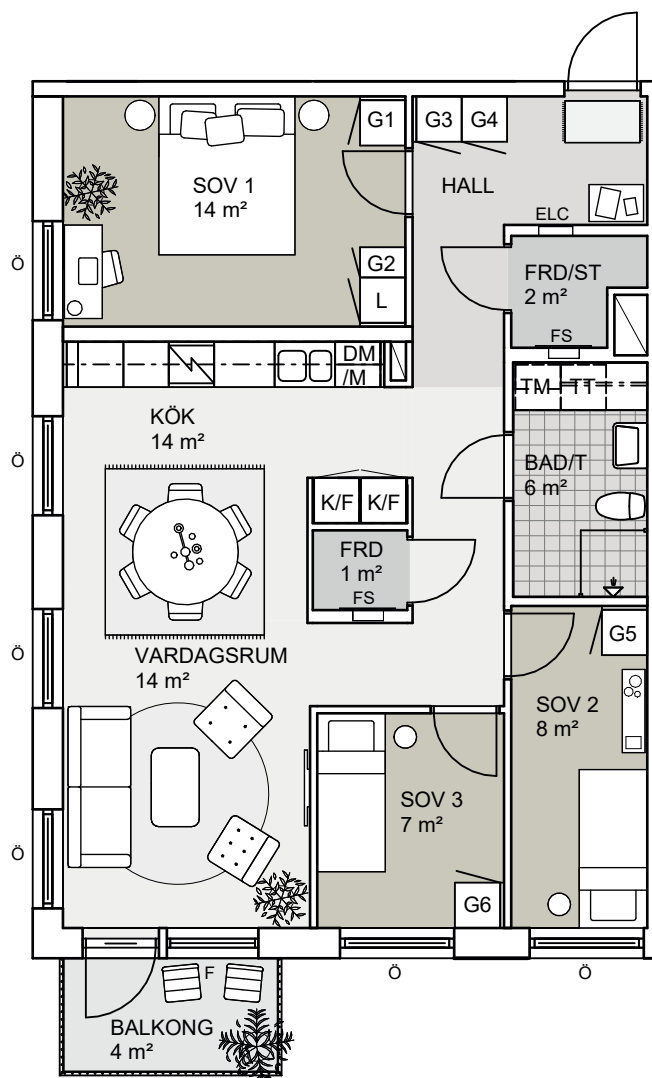 G1
G3
G4
SOV 1
14 m²
HALL
ELC
Ö
G2
L
FRD/ST
2 m²
FS
DM
/M
TM
TT
KÖK
14 m²
Ö
BAD/T
6 m²
K/F
K/F
FRD
1 m²
FS
G5
Ö
VARDAGSRUM
14 m²
SOV 2
8 m²
SOV 3
7 m²
Ö
G6
F
Ö
Ö
BALKONG
4 m²